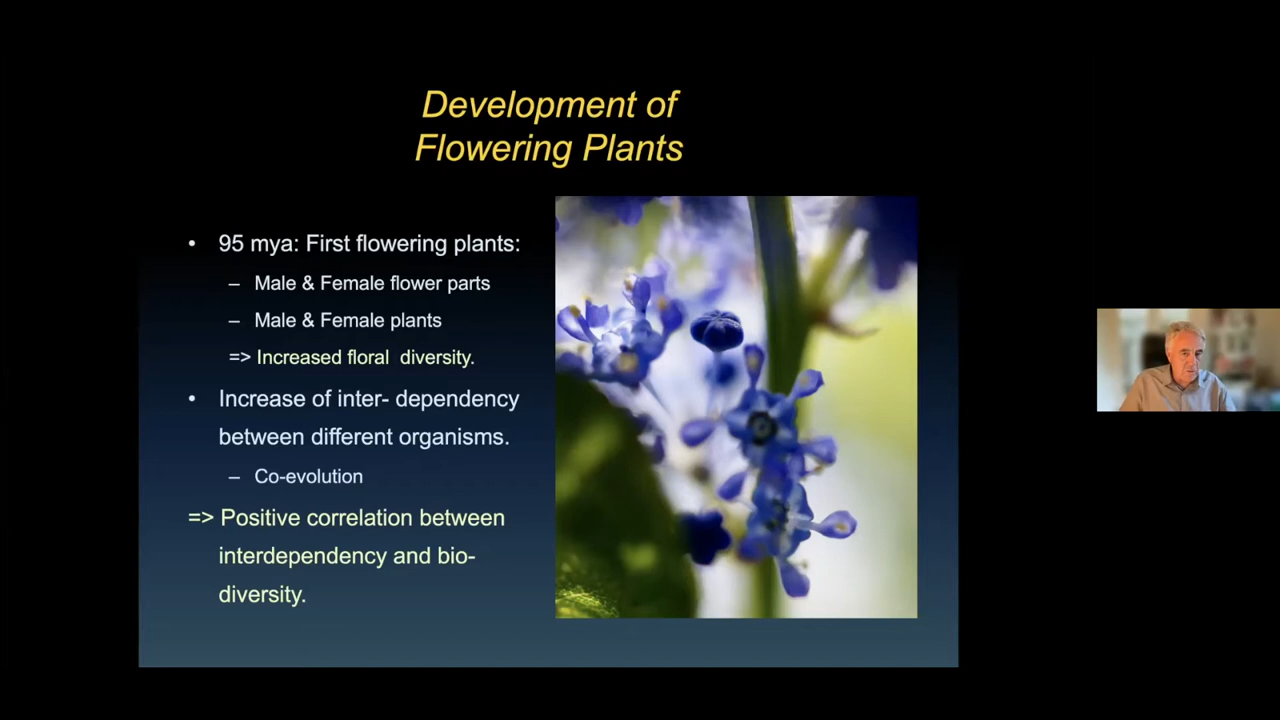 Development of
Flowering Plants
• 95 mya: First flowering plants:
– Male & Female flower parts
– Male & Female plants
=> Increased floral diversity.
• Increase of inter- dependency
between different organisms.
– Co-evolution
=> Positive correlation between
interdependency and bio-
diversity.